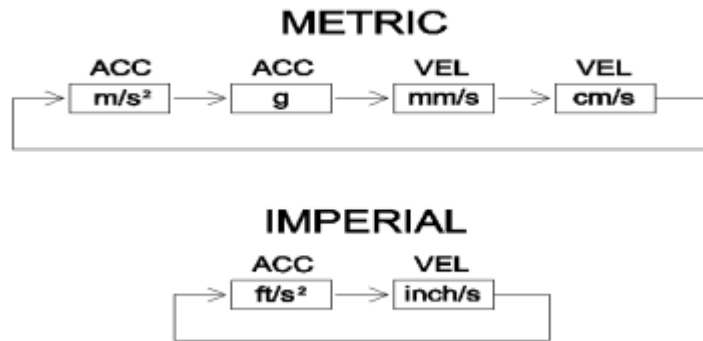 METRIC
ACC ACC VEL VEL
m/s² g mm/s cm/s
IMPERIAL
ACC VEL
ft/s² inch/s